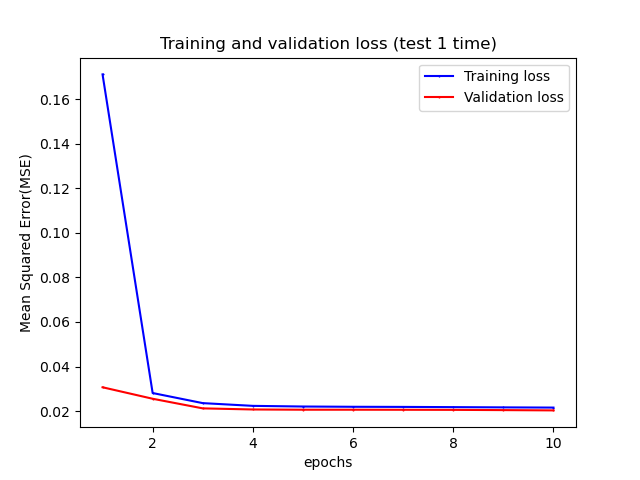 Training and validation loss (test 1 time)
Training loss
Validation loss
Mean Squared Error(MSE)
0.16
0.14
0.12
0.10
0.08
0.06
0.04
0.02
2 4 6 8 10
epochs